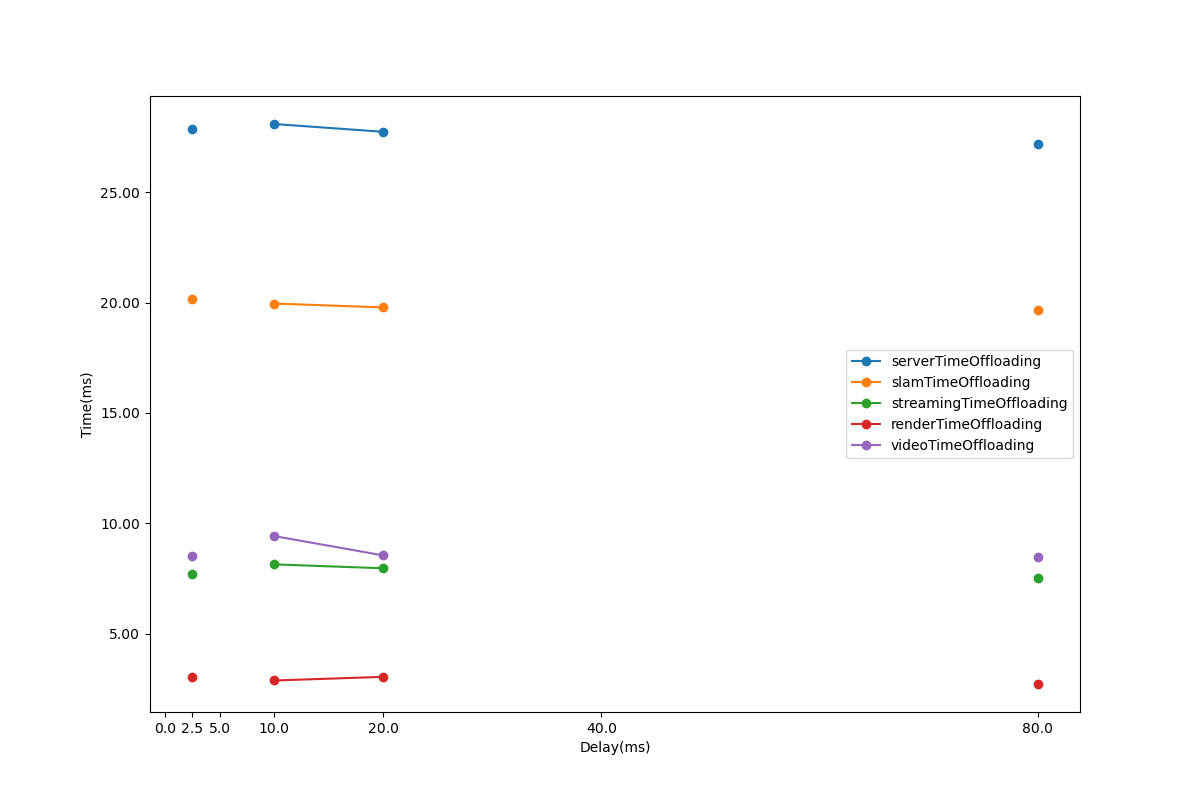 25.00
20.00
15.00
10.00
5.00
Time(ms)
serverTimeOffloading
slamTimeOffloading
streamingTimeOffloading
renderTimeOffloading
videoTimeOffloading
0.0 2.5 5.0 10.0 20.0 40.0 80.0
Delay(ms)